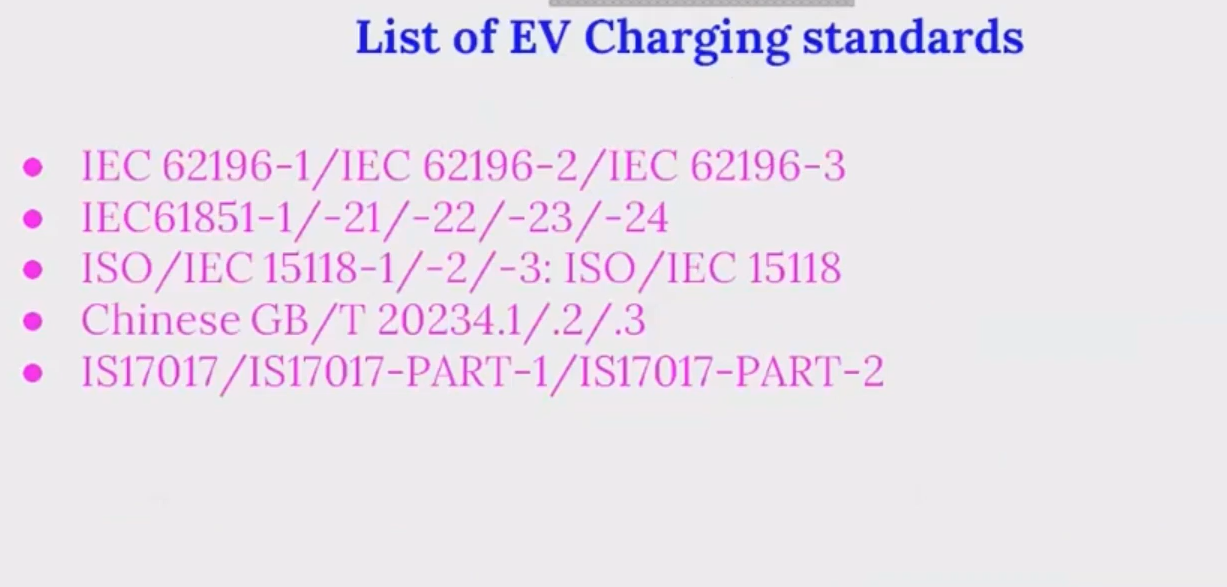 List of EV Charging standards
● IEC 62196-1/IEC 62196-2/IEC 62196-3
● IEC61851-1/-21/-22/-23/-24
● ISO/IEC 15118-1/-2/-3: ISO/IEC 15118
● Chinese GB/T 20234.1/.2/.3
● IS17017/IS17017-PART-1/IS17017-PART-2